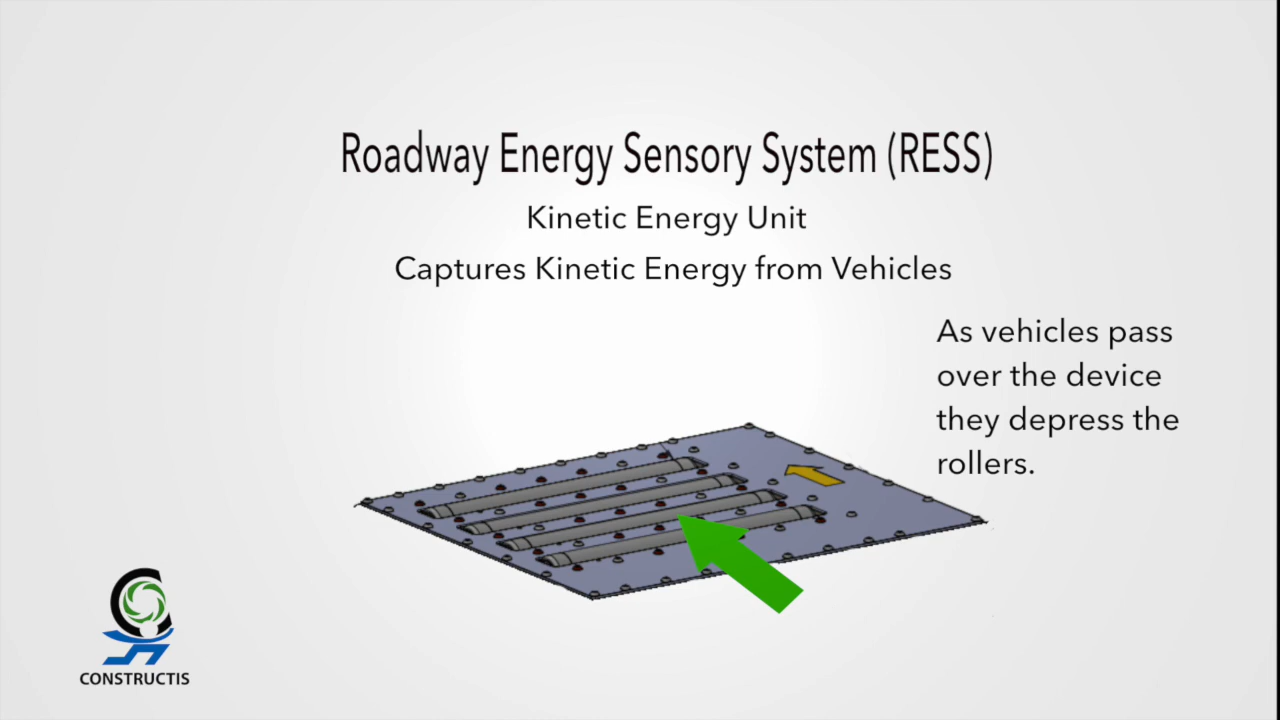 Roadway Energy Sensory System (RESS)
Kinetic Energy Unit
Captures Kinetic Energy from Vehicles
As vehicles pass
over the device
they depress the
rollers.
CONSTRUCTIS